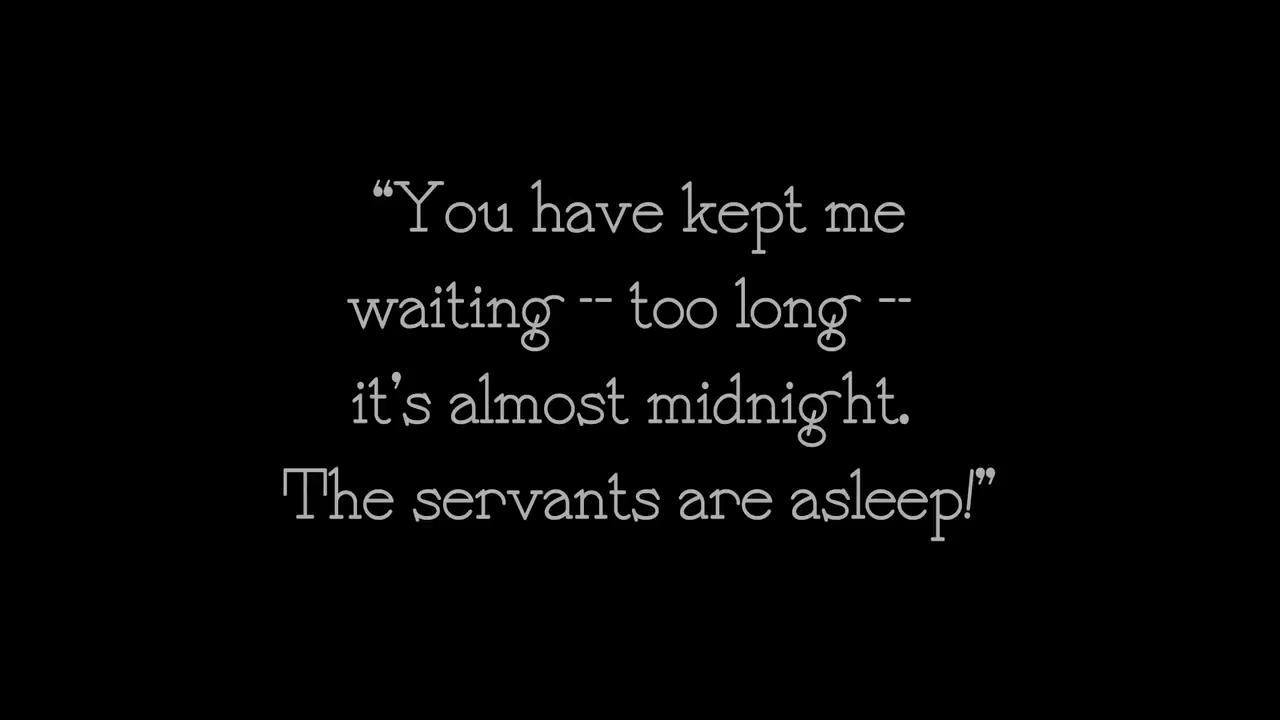 “You have kept me
waiting -- too long --
it’s almost midnight.
The servants are asleep!”